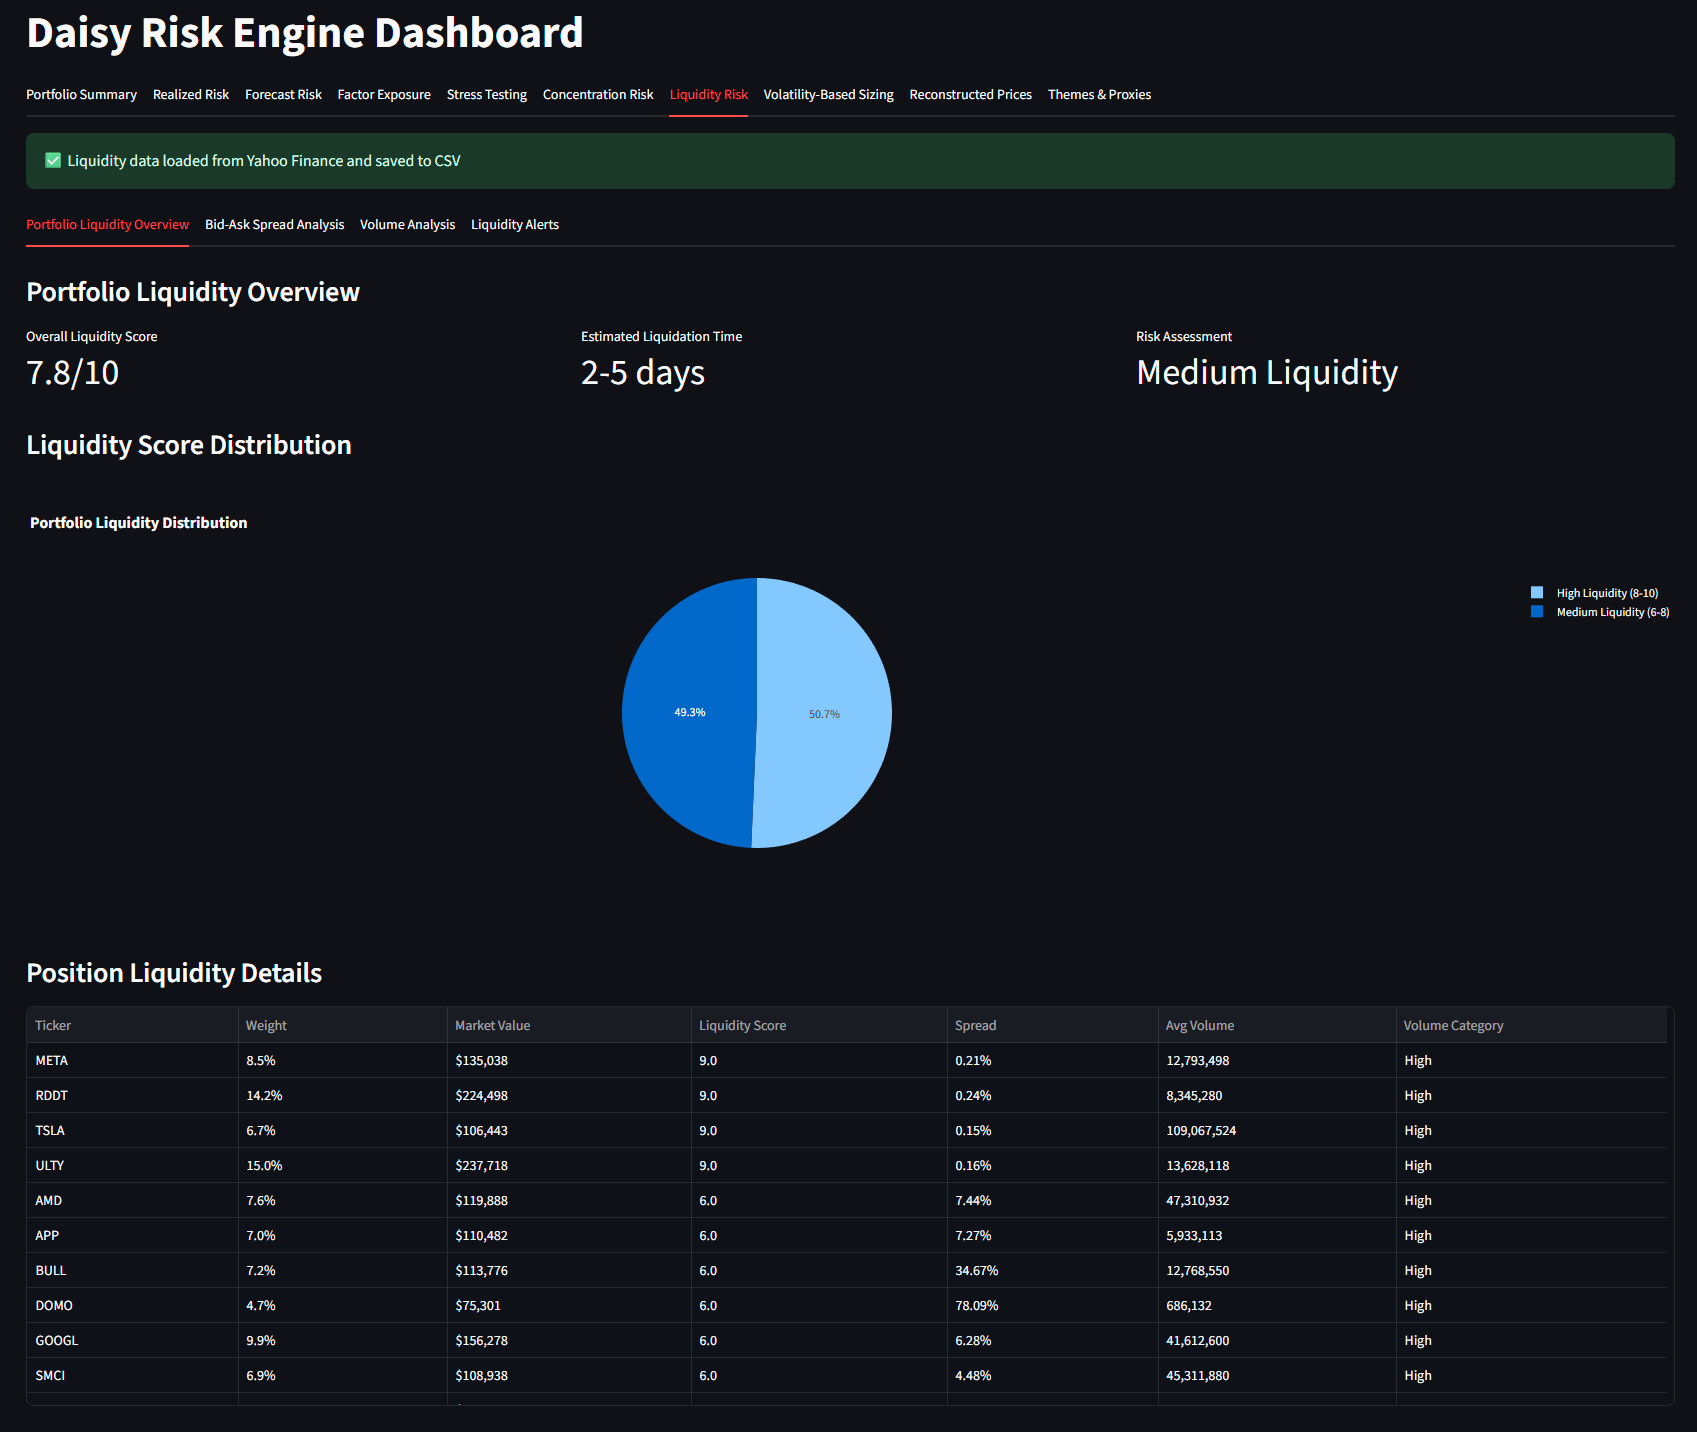 Daisy Risk Engine Dashboard
Portfolio Summary Realized Risk Forecast Risk Factor Exposure Stress Testing Concentration Risk Liquidity Risk Volatility-Based Sizing Reconstructed Prices Themes & Proxies
✅ Liquidity data loaded from Yahoo Finance and saved to CSV
Portfolio Liquidity Overview Bid-Ask Spread Analysis Volume Analysis Liquidity Alerts
Portfolio Liquidity Overview
Overall Liquidity Score Estimated Liquidation Time Risk Assessment
7.8/10 2-5 days Medium Liquidity
Liquidity Score Distribution
Portfolio Liquidity Distribution
High Liquidity (8-10)
Medium Liquidity (6-8)
49.3% 50.7%
Position Liquidity Details
Ticker Weight Market Value Liquidity Score Spread Avg Volume Volume Category
META 8.5% $135,038 9.0 0.21% 12,793,498 High
RDDT 14.2% $224,498 9.0 0.24% 8,345,280 High
TSLA 6.7% $106,443 9.0 0.15% 109,067,524 High
ULTY 15.0% $237,718 9.0 0.16% 13,628,118 High
AMD 7.6% $119,888 6.0 7.44% 47,310,932 High
APP 7.0% $110,482 6.0 7.27% 5,933,113 High
BULL 7.2% $113,776 6.0 34.67% 12,768,550 High
DOMO 4.7% $75,301 6.0 78.09% 686,132 High
GOOGL 9.9% $156,278 6.0 6.28% 41,612,600 High
SMCI 6.9% $108,938 6.0 4.48% 45,311,880 High